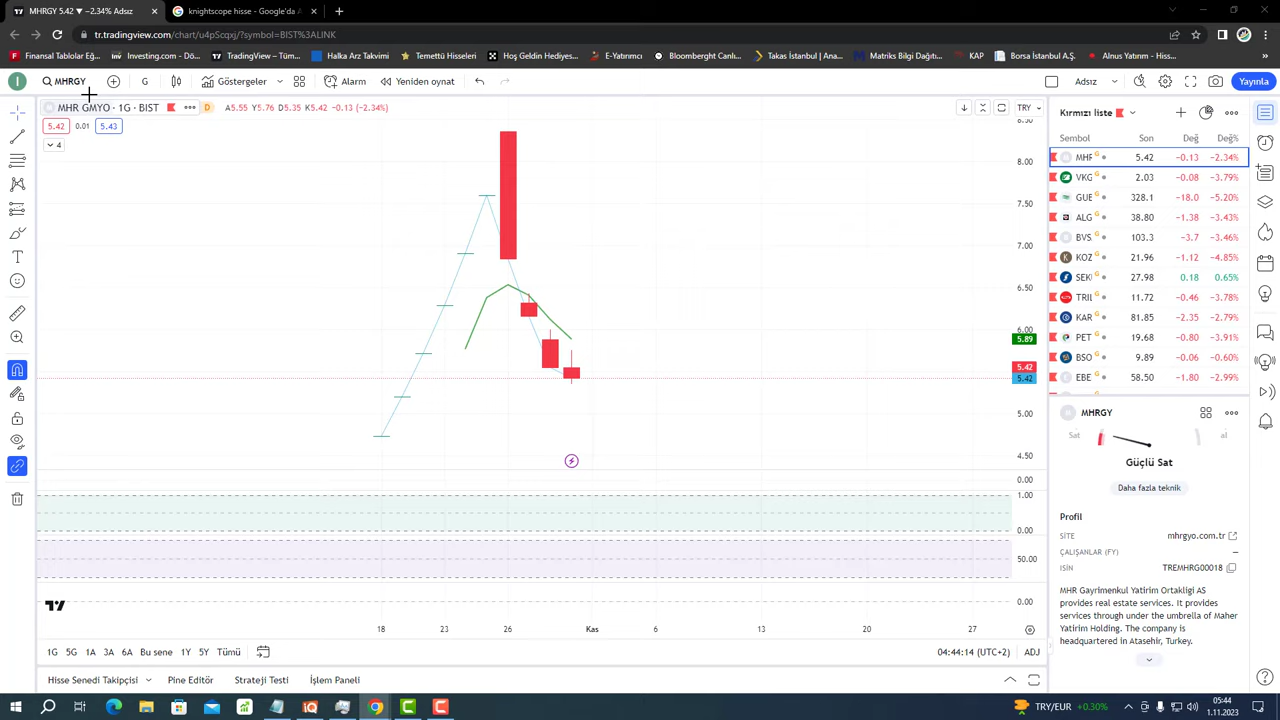 MHRGY 5.42 ▼ −2.34% Adsız
knightscope hisse - Google'da A
tr.tradingview.com/chart/u4pScqxj/?symbol=BIST%3ALINK
Finansal Tablolar Eğ...
Investing.com - Döv...
TradingView – İşlem...
Halka Arz Takvimi
Temettü Hisseleri
Hoş Geldin Hediyes...
E-Yatırımcı
Bloomberght Canlı...
Takas İstanbul | Ana...
Matriks Bilgi Dağıtı...
KAP
Borsa İstanbul A.Ş.
Alnus Yatırım - Hisse...
MHRGY
G
Göstergeler
Alarm
Yeniden oynat
Adsız
Yayınla
MHR GMYO · 1G · BIST
D
A5.55 Y5.76 D5.35 K5.42 −0.13 (−2.34%)
TRY
5.42 0.01 5.43
4
8.50
8.00
7.50
7.00
6.50
6.00
5.89
5.42
5.42
5.00
4.50
0.00
1.00
0.00
50.00
0.00
18 23 26 Kas 6 13 20 27
1G 5G 1A 3A 6A Bu sene 1Y 5Y Tümü
04:44:14 (UTC+2) ADJ
Hisse Senedi Takipçisi Pine Editör Strateji Testi İşlem Paneli
Kırmızı liste
Sembol Son Değ Değ%
MHF G 5.42 −0.13 −2.34%
VKG G 2.03 −0.08 −3.79%
GUE G 328.1 −18.0 −5.20%
ALG G 38.80 −1.38 −3.43%
BVS G 103.3 −3.7 −3.46%
KOZ G 21.96 −1.12 −4.85%
SEK G 27.98 0.18 0.65%
TRIL G 11.72 −0.46 −3.78%
KAR G 81.85 −2.35 −2.79%
PET G 19.68 −0.80 −3.91%
BSO G 9.89 −0.06 −0.60%
EBE G 58.50 −1.80 −2.99%
MHRGY
Sat al
Güçlü Sat
Daha fazla teknik
Profil
SİTE mhrgyo.com.tr
ÇALIŞANLAR (FY) —
ISIN TREMHRG00018
MHR Gayrimenkul Yatirim Ortakligi AS
provides real estate services. It provides
services through under the umbrella of Maher
Yatirim Holding. The company is
headquartered in Atasehir, Turkey.
TRY/EUR +0.30%
05:44
1.11.2023